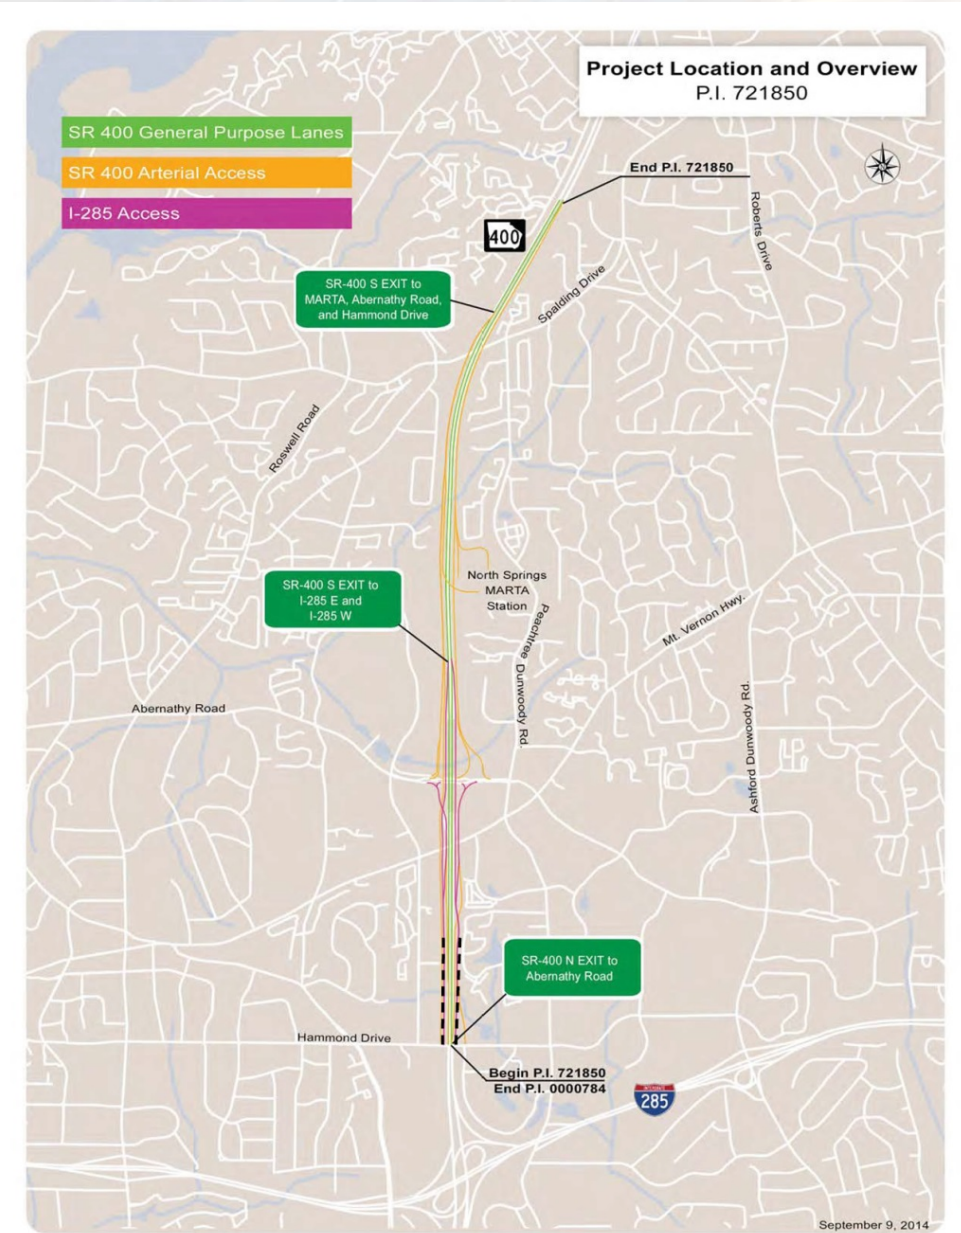 Project Location and Overview
P.I. 721850
SR 400 General Purpose Lanes
SR 400 Arterial Access
I-285 Access
End P.I. 721850
Roberts Drive
400
SR-400 S EXIT to
MARTA, Abernathy Road,
and Hammond Drive
Spalding Drive
Roswell Road
SR-400 S EXIT to
I-285 E and
I-285 W
North Springs
MARTA
Station
Peachtree Dunwoody Rd.
Mt. Vernon Hwy.
Abernathy Road
Ashford Dunwoody Rd.
SR-400 N EXIT to
Abernathy Road
Hammond Drive
Begin P.I. 721850
End P.I. 0000784
285
September 9, 2014